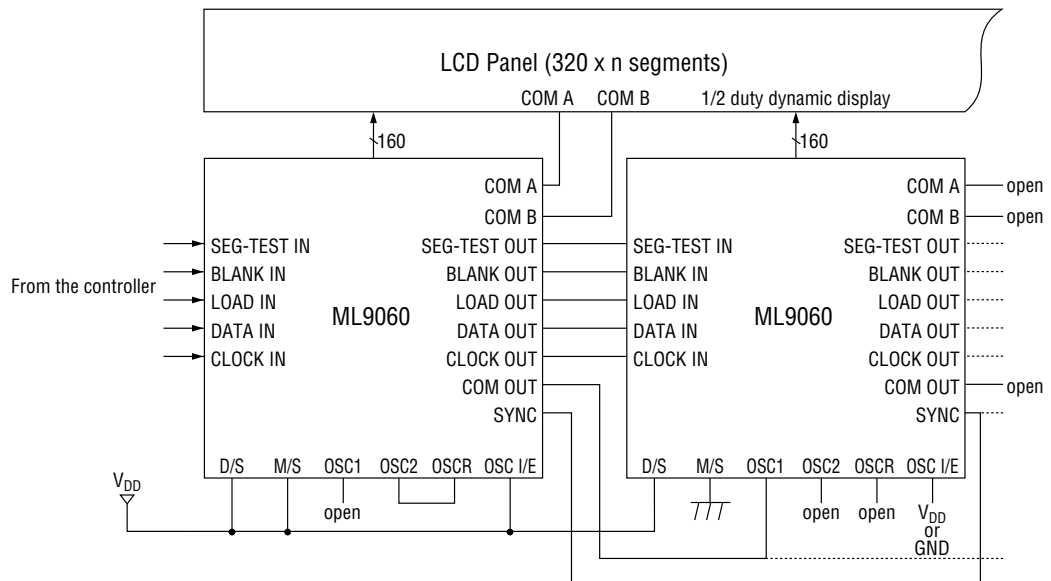 LCD Panel (320 x n segments)
COM A COM B 1/2 duty dynamic display
160
160
From the controller
ML9060
SEG-TEST IN
BLANK IN
LOAD IN
DATA IN
CLOCK IN
COM A
COM B
SEG-TEST OUT
BLANK OUT
LOAD OUT
DATA OUT
CLOCK OUT
COM OUT
SYNC
D/S M/S OSC1 OSC2 OSCR OSC I/E
VDD
open
ML9060
SEG-TEST IN
BLANK IN
LOAD IN
DATA IN
CLOCK IN
COM A open
COM B open
SEG-TEST OUT
BLANK OUT
LOAD OUT
DATA OUT
CLOCK OUT
COM OUT open
SYNC
D/S M/S OSC1 OSC2 OSCR OSC I/E
open open VDD
or
GND